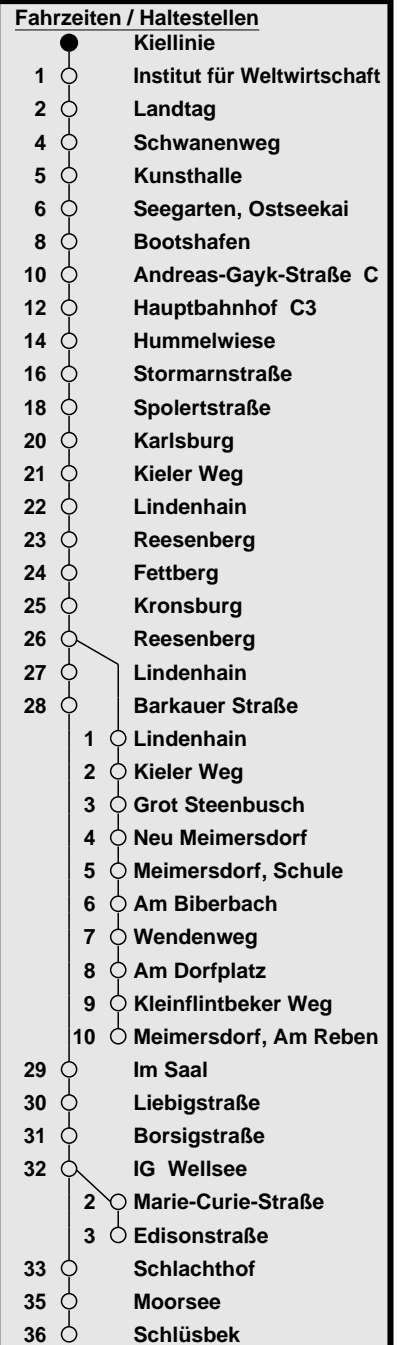 Fahrzeiten / Haltestellen
Kiellinie
1 Institut für Weltwirtschaft
2 Landtag
4 Schwanenweg
5 Kunsthalle
6 Seegarten, Ostseekai
8 Bootshafen
10 Andreas-Gayk-Straße C
12 Hauptbahnhof C3
14 Hummelwiese
16 Stormarnstraße
18 Spolertstraße
20 Karlsburg
21 Kieler Weg
22 Lindenhain
23 Reesenberg
24 Fettberg
25 Kronsburg
26 Reesenberg
27 Lindenhain
28 Barkauer Straße
1 Lindenhain
2 Kieler Weg
3 Grot Steenbusch
4 Neu Meimersdorf
5 Meimersdorf, Schule
6 Am Biberbach
7 Wendenweg
8 Am Dorfplatz
9 Kleinflintbeker Weg
10 Meimersdorf, Am Reben
29 Im Saal
30 Liebigstraße
31 Borsigstraße
32 IG Wellsee
2 Marie-Curie-Straße
3 Edisonstraße
33 Schlachthof
35 Moorsee
36 Schlüsbek